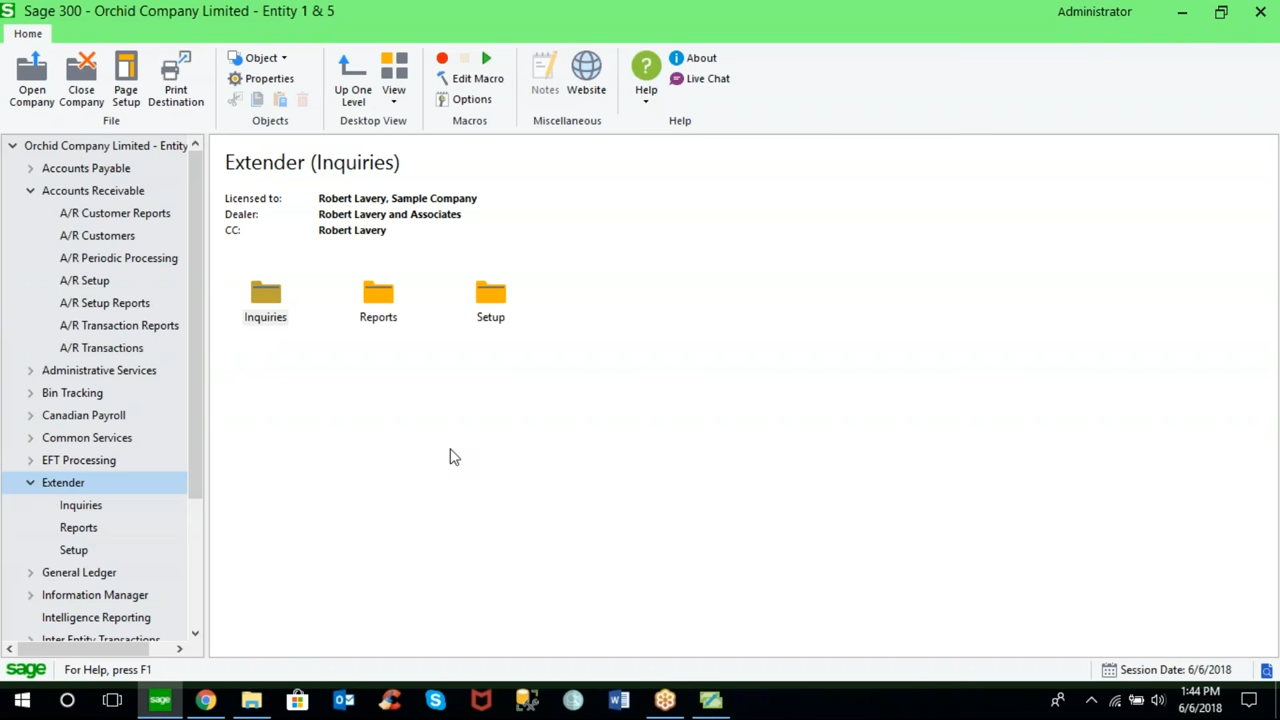 Sage 300 - Orchid Company Limited - Entity 1 & 5
Administrator
Home
Open Company
Close Company
Page Setup
Print Destination
File
Object
Properties
Objects
Up One Level
View
Desktop View
Edit Macro
Options
Macros
Notes
Website
Miscellaneous
Help
About
Live Chat
Help
Orchid Company Limited - Entity
Accounts Payable
Accounts Receivable
A/R Customer Reports
A/R Customers
A/R Periodic Processing
A/R Setup
A/R Setup Reports
A/R Transaction Reports
A/R Transactions
Administrative Services
Bin Tracking
Canadian Payroll
Common Services
EFT Processing
Extender
Inquiries
Reports
Setup
General Ledger
Information Manager
Intelligence Reporting
Inter Entity Transactions
Extender (Inquiries)
Licensed to: Robert Lavery, Sample Company
Dealer: Robert Lavery and Associates
CC: Robert Lavery
Inquiries
Reports
Setup
sage For Help, press F1
Session Date: 6/6/2018
sage
1:44 PM
6/6/2018